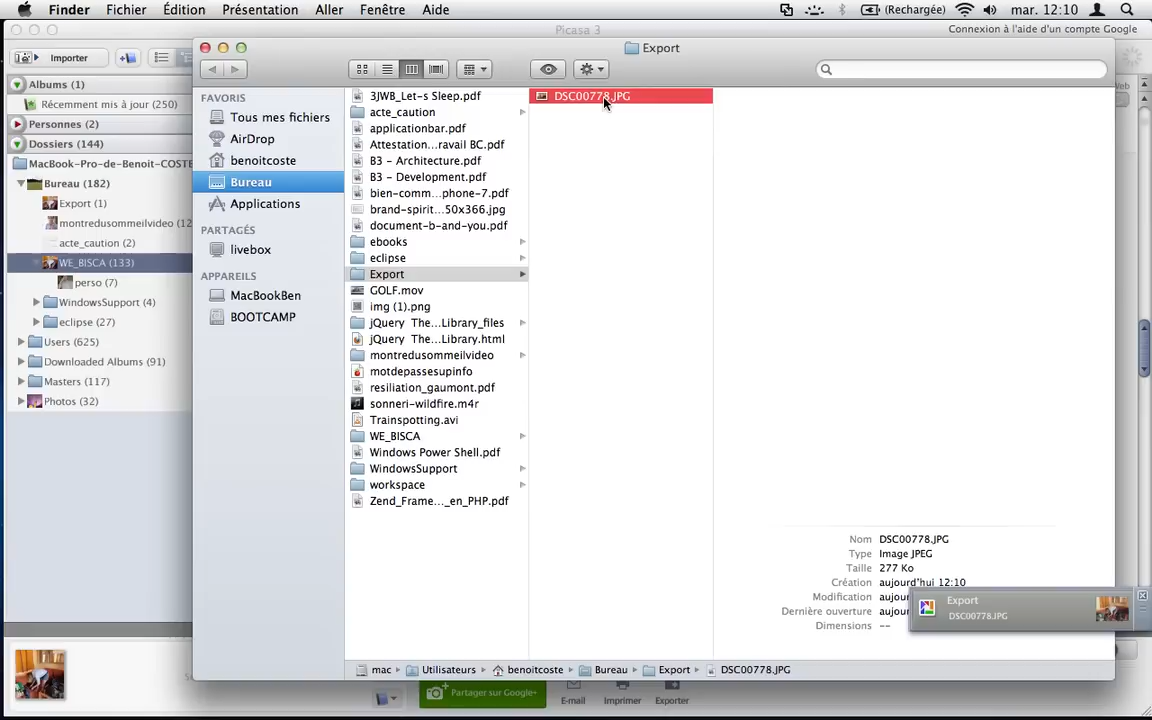 Finder Fichier Édition Présentation Aller Fenêtre Aide (Rechargée) mar. 12:10
Picasa 3
Connexion à l'aide d'un compte Google
Importer
Albums (1)
Récemment mis à jour (250)
Personnes (2)
Dossiers (144)
MacBook-Pro-de-Benoit-COSTE
Bureau (182)
Export (1)
montredusommeilvideo (12
acte_caution (2)
WE_BISCA (133)
perso (7)
WindowsSupport (4)
eclipse (27)
Users (625)
Downloaded Albums (91)
Masters (117)
Photos (32)
Export
FAVORIS
Tous mes fichiers
AirDrop
benoitcoste
Bureau
Applications
PARTAGÉS
livebox
APPAREILS
MacBookBen
BOOTCAMP
3JWB_Let-s Sleep.pdf
acte_caution
applicationbar.pdf
Attestation...ravail BC.pdf
B3 - Architecture.pdf
B3 - Development.pdf
bien-comm...phone-7.pdf
brand-spirit...50x366.jpg
document-b-and-you.pdf
ebooks
eclipse
Export
GOLF.mov
img (1).png
jQuery The...Library_files
jQuery The...Library.html
montredusommeilvideo
motdepassesupinfo
resiliation_gaumont.pdf
sonneri-wildfire.m4r
Trainspotting.avi
WE_BISCA
Windows Power Shell.pdf
WindowsSupport
workspace
Zend_Frame..._en_PHP.pdf
DSC00778.JPG
Nom DSC00778.JPG
Type Image JPEG
Taille 277 Ko
Création aujourd'hui 12:10
Modification aujou
Dernière ouverture aujou
Dimensions --
Export
DSC00778.JPG
mac Utilisateurs benoitcoste Bureau Export DSC00778.JPG
Partager sur Google+
E-mail
Imprimer
Exporter